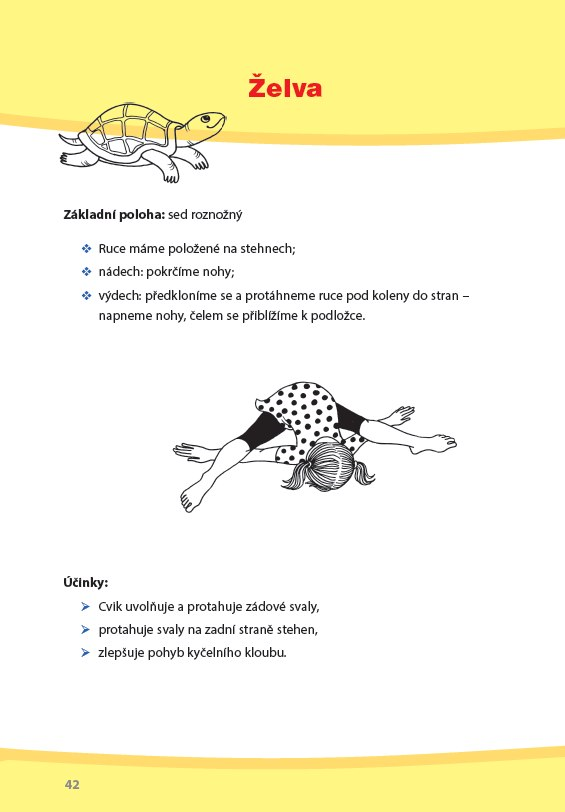 Želva
Základní poloha: sed roznožný
❖ Ruce máme položené na stehnech;
❖ nádech: pokrčíme nohy;
❖ výdech: předkloníme se a protáhneme ruce pod koleny do stran –
napneme nohy, čelem se přiblížíme k podložce.
Účinky:
➢ Cvik uvolňuje a protahuje zádové svaly,
➢ protahuje svaly na zadní straně stehen,
➢ zlepšuje pohyb kyčelního kloubu.
42